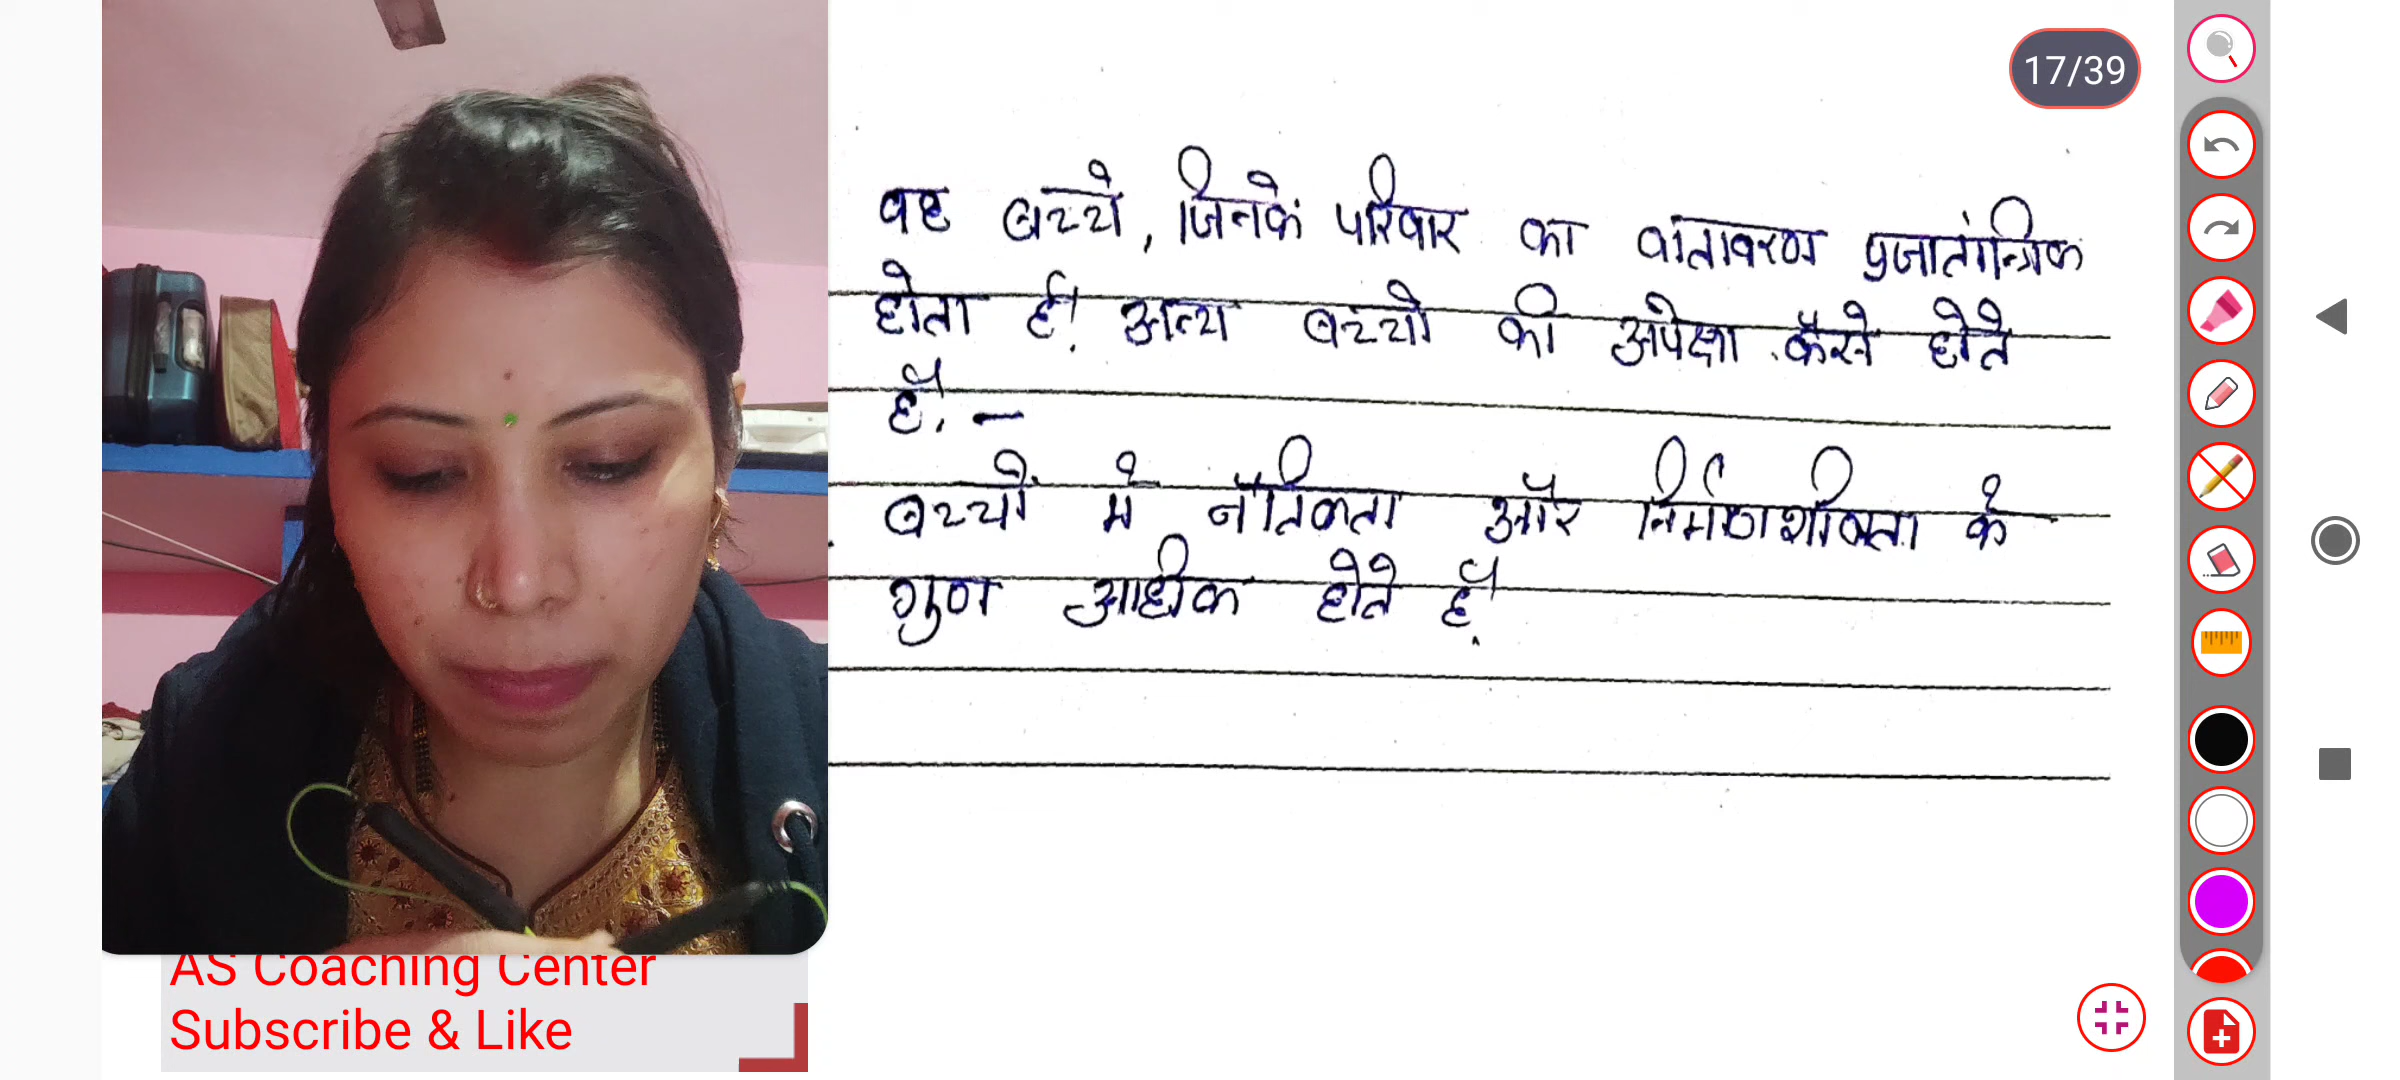 17/39
वह बच्चे, जिनके परिवार का वातावरण प्रजातांन्त्रिक
होता है। अन्य बच्चो की अपेक्षा कैसे होते
है. –
बच्चों मे नैतिकता और निर्माणशीलता के
गुण अधीक होते है.
AS Coaching Center
Subscribe & Like